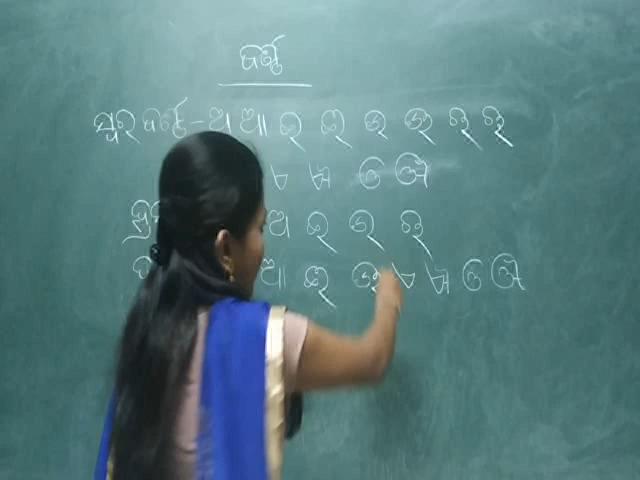 ବର୍ଣ୍ଣ
ସ୍ୱର ବର୍ଣ୍ଣ - ଅ ଆ ଇ ଈ ଉ ଊ ଋ ୠ
ଏ ଐ ଓ ଔ
ଅ ଇ ଉ ଋ
ଆ ଈ ଊ ଏ ଐ ଓ ଔ